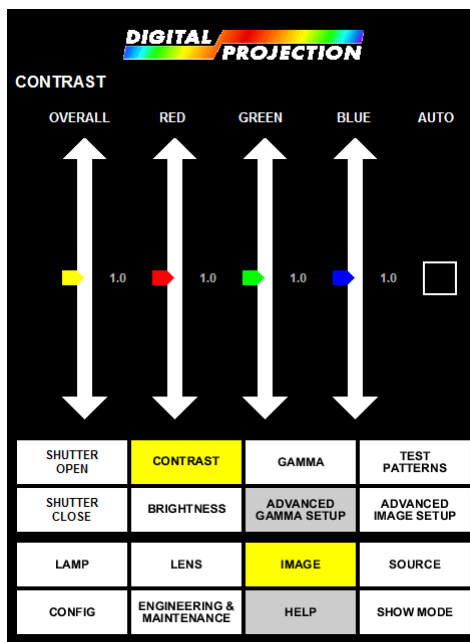 DIGITAL
PROJECTION
CONTRAST
OVERALL RED GREEN BLUE AUTO
1.0 1.0 1.0 1.0
SHUTTER OPEN
CONTRAST
GAMMA
TEST PATTERNS
SHUTTER CLOSE
BRIGHTNESS
ADVANCED GAMMA SETUP
ADVANCED IMAGE SETUP
LAMP
LENS
IMAGE
SOURCE
CONFIG
ENGINEERING & MAINTENANCE
HELP
SHOW MODE